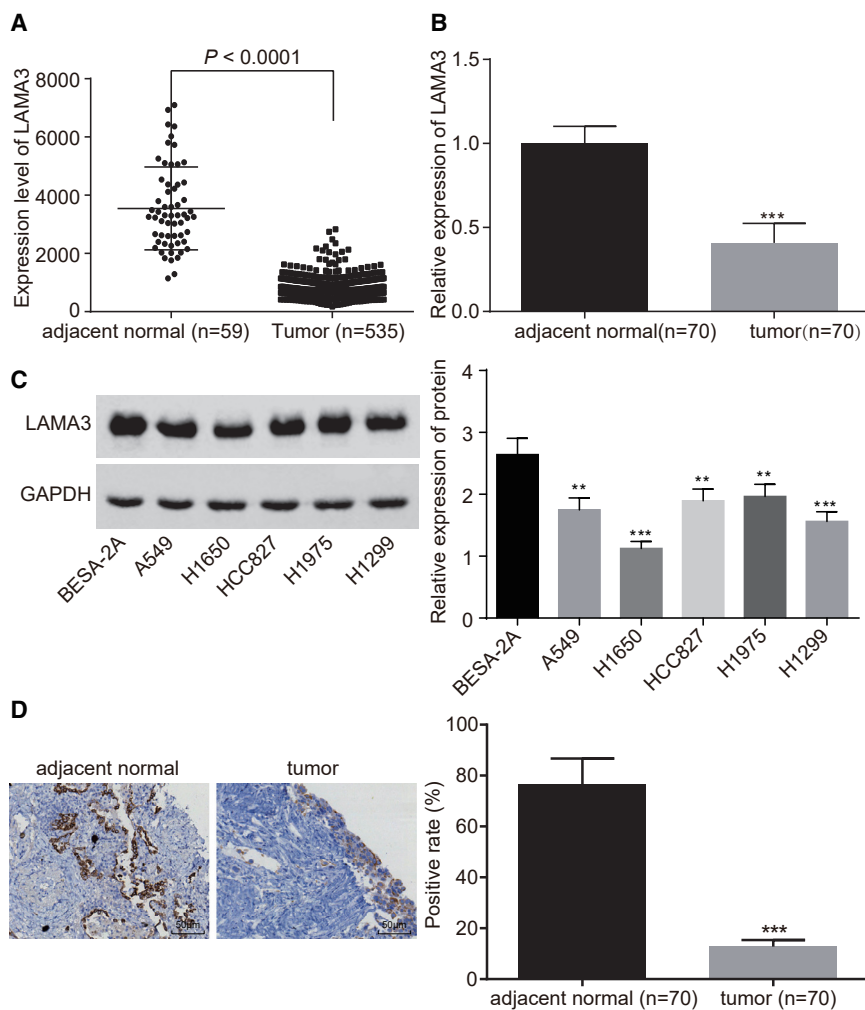 A
P < 0.0001
Expression level of LAMA3
8000
6000
4000
2000
0
adjacent normal (n=59)
Tumor (n=535)
B
Relative expression of LAMA3
1.5
1.0
0.5
0.0
***
adjacent normal(n=70)
tumor(n=70)
C
LAMA3
GAPDH
BESA-2A
A549
H1650
HCC827
H1975
H1299
Relative expression of protein
4
3
2
1
0
**
***
**
**
***
BESA-2A
A549
H1650
HCC827
H1975
H1299
D
adjacent normal
tumor
50μm
50μm
Positive rate (%)
100
80
60
40
20
0
***
adjacent normal (n=70)
tumor (n=70)